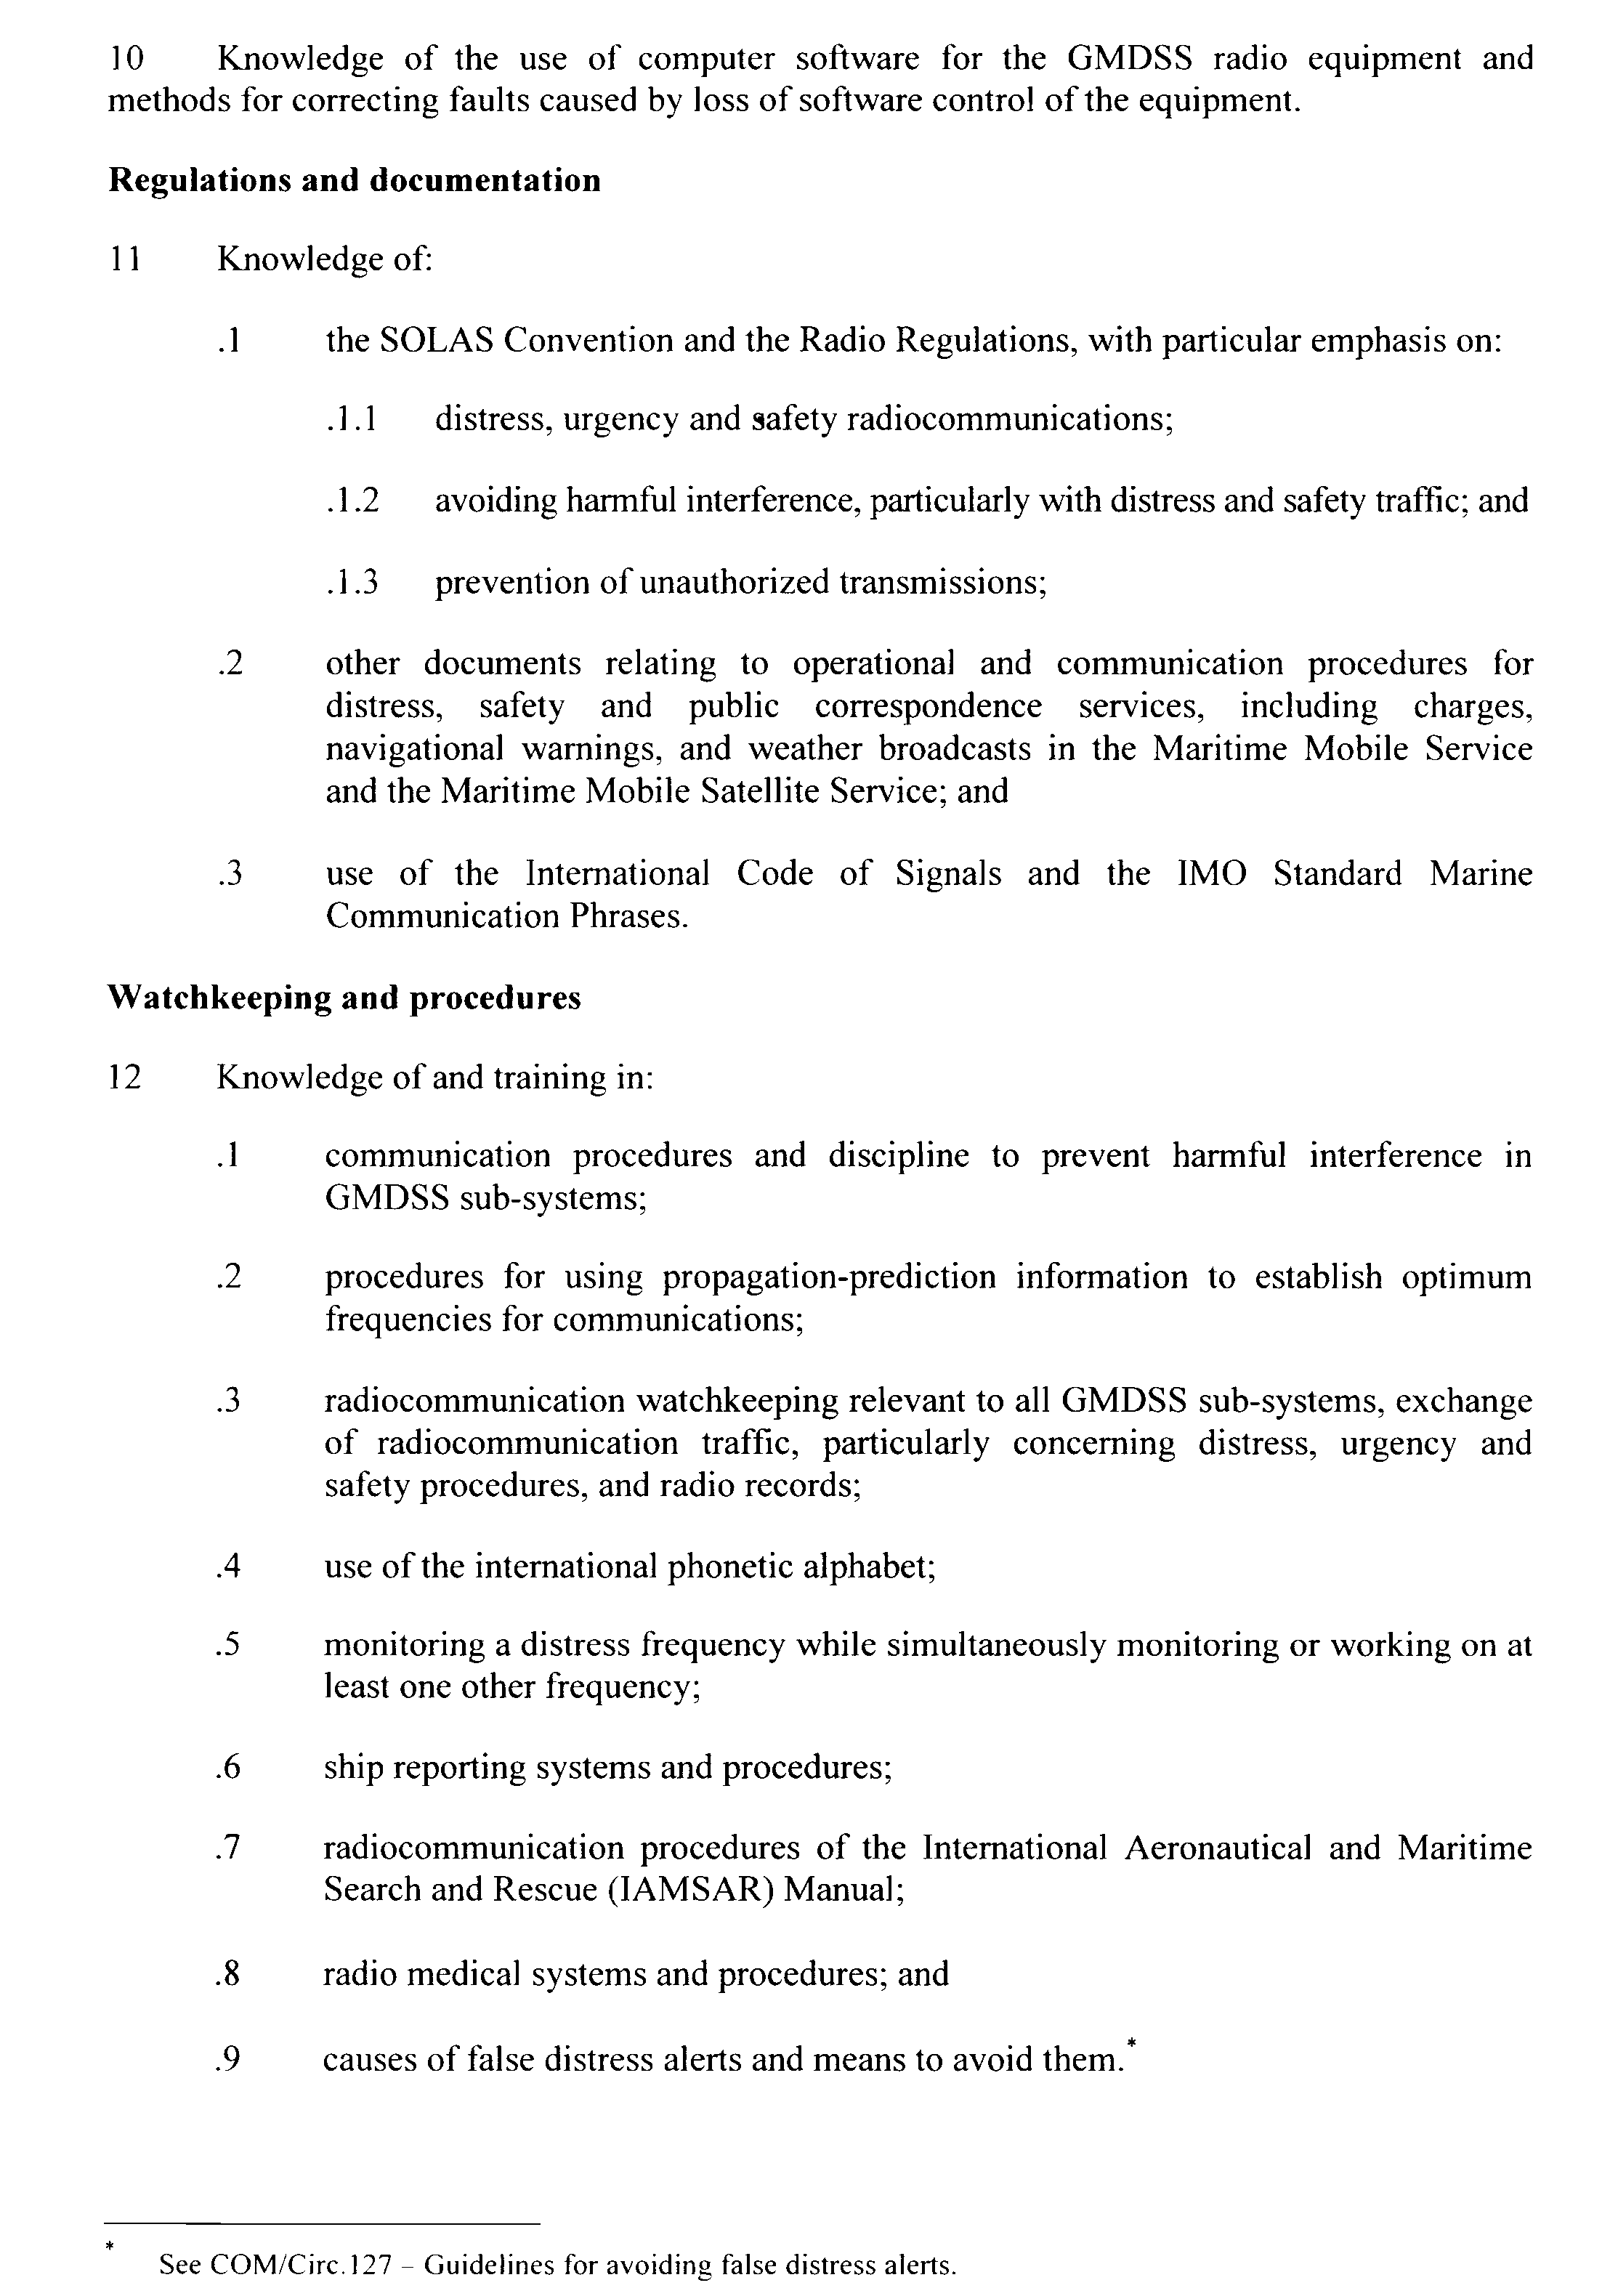 10 Knowledge of the use of computer software for the GMDSS radio equipment and
methods for correcting faults caused by loss of software control of the equipment.
Regulations and documentation
11 Knowledge of:
.1 the SOLAS Convention and the Radio Regulations, with particular emphasis on:
.1.1 distress, urgency and safety radiocommunications;
.1.2 avoiding harmful interference, particularly with distress and safety traffic; and
.1.3 prevention of unauthorized transmissions;
.2 other documents relating to operational and communication procedures for
distress, safety and public correspondence services, including charges,
navigational warnings, and weather broadcasts in the Maritime Mobile Service
and the Maritime Mobile Satellite Service; and
.3 use of the International Code of Signals and the IMO Standard Marine
Communication Phrases.
Watchkeeping and procedures
12 Knowledge of and training in:
.1 communication procedures and discipline to prevent harmful interference in
GMDSS sub-systems;
.2 procedures for using propagation-prediction information to establish optimum
frequencies for communications;
.3 radiocommunication watchkeeping relevant to all GMDSS sub-systems, exchange
of radiocommunication traffic, particularly concerning distress, urgency and
safety procedures, and radio records;
.4 use of the international phonetic alphabet;
.5 monitoring a distress frequency while simultaneously monitoring or working on at
least one other frequency;
.6 ship reporting systems and procedures;
.7 radiocommunication procedures of the International Aeronautical and Maritime
Search and Rescue (IAMSAR) Manual;
.8 radio medical systems and procedures; and
.9 causes of false distress alerts and means to avoid them.*
* See COM/Circ.127 – Guidelines for avoiding false distress alerts.